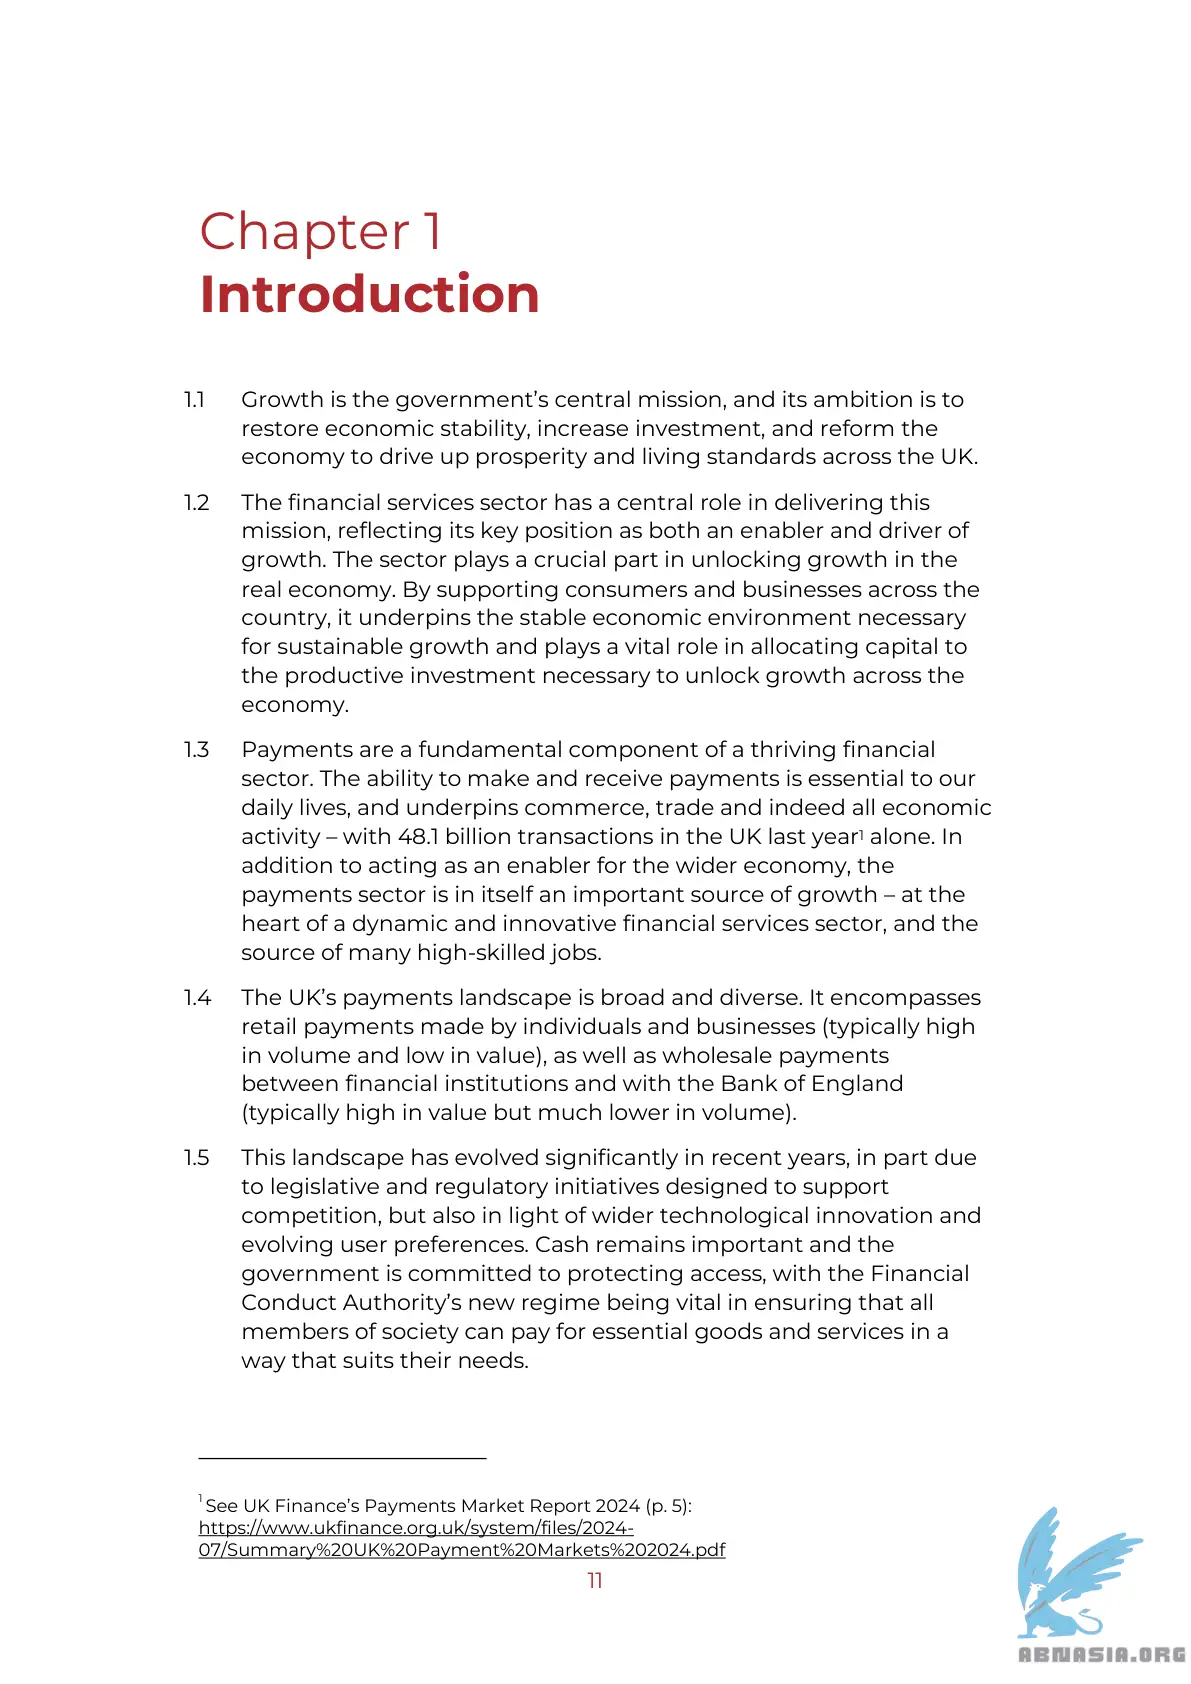 Chapter 1
Introduction
1.1 Growth is the government’s central mission, and its ambition is to
restore economic stability, increase investment, and reform the
economy to drive up prosperity and living standards across the UK.
1.2 The financial services sector has a central role in delivering this
mission, reflecting its key position as both an enabler and driver of
growth. The sector plays a crucial part in unlocking growth in the
real economy. By supporting consumers and businesses across the
country, it underpins the stable economic environment necessary
for sustainable growth and plays a vital role in allocating capital to
the productive investment necessary to unlock growth across the
economy.
1.3 Payments are a fundamental component of a thriving financial
sector. The ability to make and receive payments is essential to our
daily lives, and underpins commerce, trade and indeed all economic
activity – with 48.1 billion transactions in the UK last year¹ alone. In
addition to acting as an enabler for the wider economy, the
payments sector is in itself an important source of growth – at the
heart of a dynamic and innovative financial services sector, and the
source of many high-skilled jobs.
1.4 The UK’s payments landscape is broad and diverse. It encompasses
retail payments made by individuals and businesses (typically high
in volume and low in value), as well as wholesale payments
between financial institutions and with the Bank of England
(typically high in value but much lower in volume).
1.5 This landscape has evolved significantly in recent years, in part due
to legislative and regulatory initiatives designed to support
competition, but also in light of wider technological innovation and
evolving user preferences. Cash remains important and the
government is committed to protecting access, with the Financial
Conduct Authority’s new regime being vital in ensuring that all
members of society can pay for essential goods and services in a
way that suits their needs.
¹ See UK Finance’s Payments Market Report 2024 (p. 5):
https://www.ukfinance.org.uk/system/files/2024-
07/Summary%20UK%20Payment%20Markets%202024.pdf
11
ABNASIA.ORG